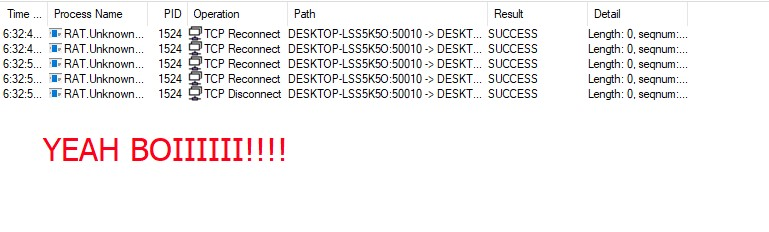 Time ... Process Name PID Operation Path Result Detail
6:32:4... RAT.Unknown... 1524 TCP Reconnect DESKTOP-LSS5K5O:50010 -> DESKT... SUCCESS Length: 0, seqnum:...
6:32:4... RAT.Unknown... 1524 TCP Reconnect DESKTOP-LSS5K5O:50010 -> DESKT... SUCCESS Length: 0, seqnum:...
6:32:5... RAT.Unknown... 1524 TCP Reconnect DESKTOP-LSS5K5O:50010 -> DESKT... SUCCESS Length: 0, seqnum:...
6:32:5... RAT.Unknown... 1524 TCP Reconnect DESKTOP-LSS5K5O:50010 -> DESKT... SUCCESS Length: 0, seqnum:...
6:32:5... RAT.Unknown... 1524 TCP Disconnect DESKTOP-LSS5K5O:50010 -> DESKT... SUCCESS Length: 0, seqnum:...
YEAH BOIIIIIII!!!!